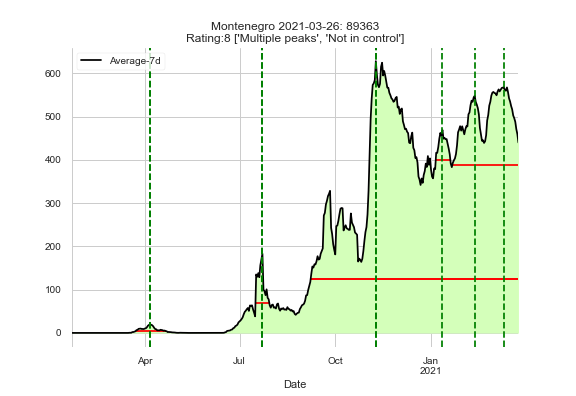 Montenegro 2021-03-26: 89363
Rating:8 ['Multiple peaks', 'Not in control']
Average-7d
600
500
400
300
200
100
0
Apr
Jul
Oct
Jan
2021
Date